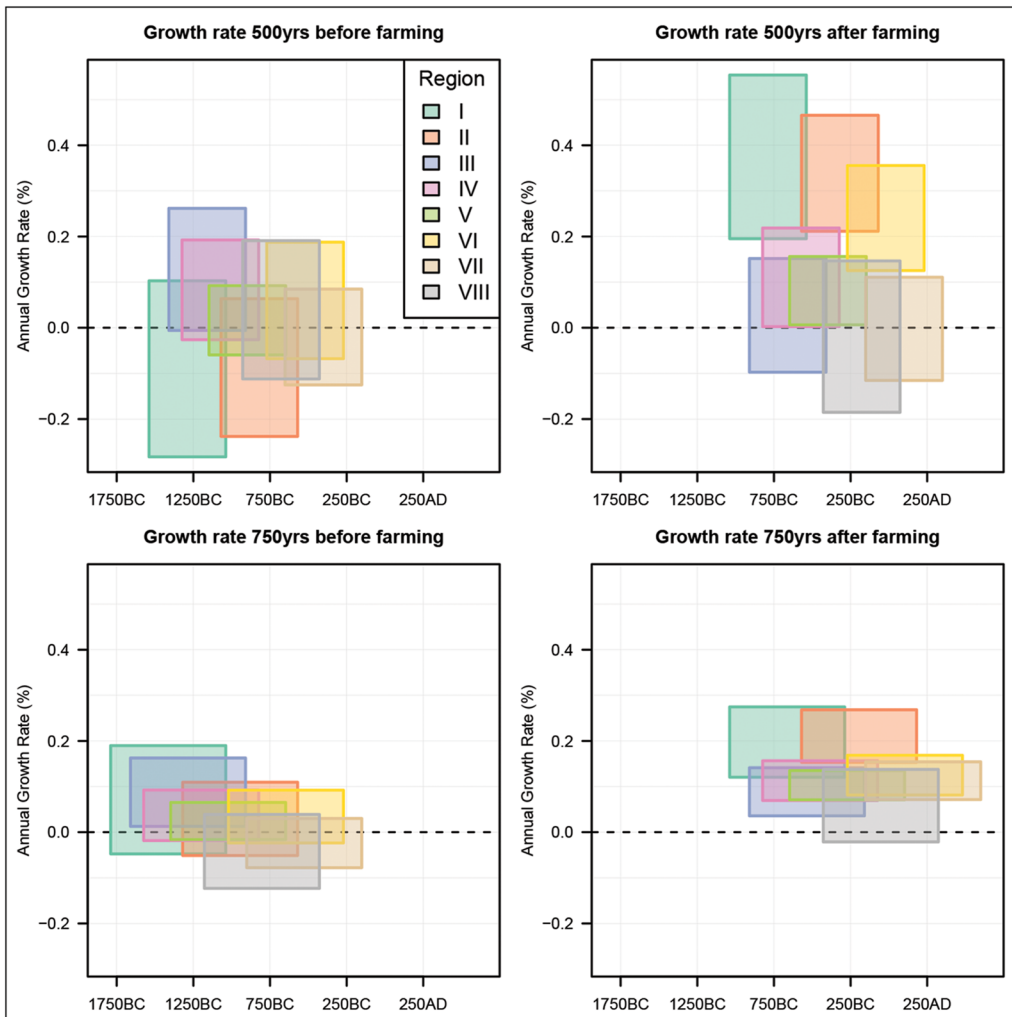 Growth rate 500yrs before farming
Annual Growth Rate (%)
0.4
0.2
0.0
−0.2
1750BC 1250BC 750BC 250BC 250AD
Region
I
II
III
IV
V
VI
VII
VIII
Growth rate 500yrs after farming
Annual Growth Rate (%)
0.4
0.2
0.0
−0.2
1750BC 1250BC 750BC 250BC 250AD
Growth rate 750yrs before farming
Annual Growth Rate (%)
0.4
0.2
0.0
−0.2
1750BC 1250BC 750BC 250BC 250AD
Growth rate 750yrs after farming
Annual Growth Rate (%)
0.4
0.2
0.0
−0.2
1750BC 1250BC 750BC 250BC 250AD